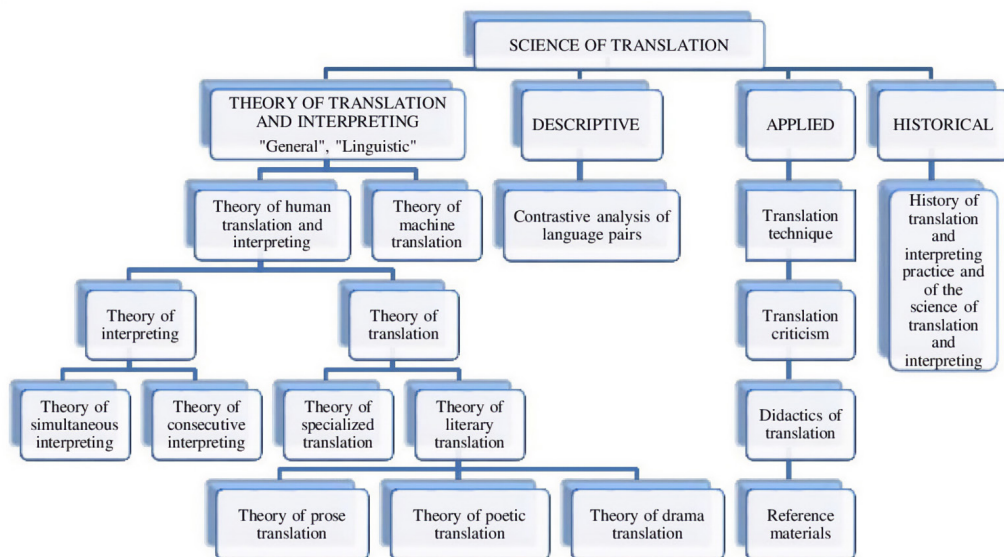 SCIENCE OF TRANSLATION
THEORY OF TRANSLATION
AND INTERPRETING
"General", "Linguistic"
DESCRIPTIVE
APPLIED
HISTORICAL
Theory of human
translation and
interpreting
Theory of
machine
translation
Contrastive analysis of
language pairs
Translation
technique
History of
translation
and
interpreting
practice and
of the
science of
translation
and
interpreting
Theory of
interpreting
Theory of
translation
Translation
criticism
Theory of
simultaneous
interpreting
Theory of
consecutive
interpreting
Theory of
specialized
translation
Theory of
literary
translation
Didactics of
translation
Theory of prose
translation
Theory of poetic
translation
Theory of drama
translation
Reference
materials